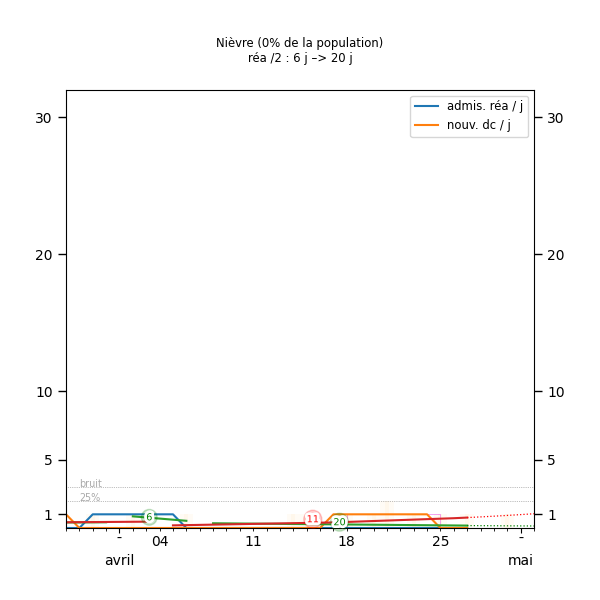 Nièvre (0% de la population)
réa /2 : 6 j –> 20 j
admis. réa / j
nouv. dc / j
30 30
20 20
10 10
5 5
bruit
25%
1 1
6 11 20
- 04 11 18 25 -
avril mai